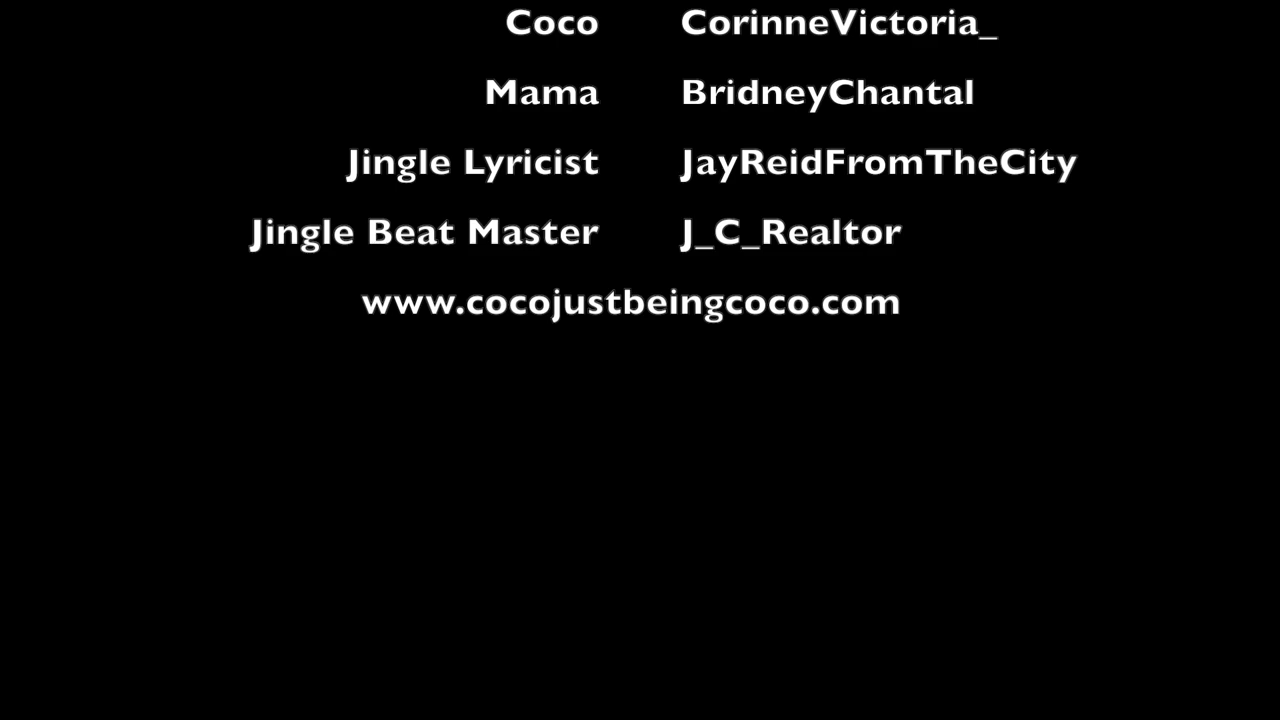 Coco CorinneVictoria_
Mama BridneyChantal
Jingle Lyricist JayReidFromTheCity
Jingle Beat Master J_C_Realtor
www.cocojustbeingcoco.com